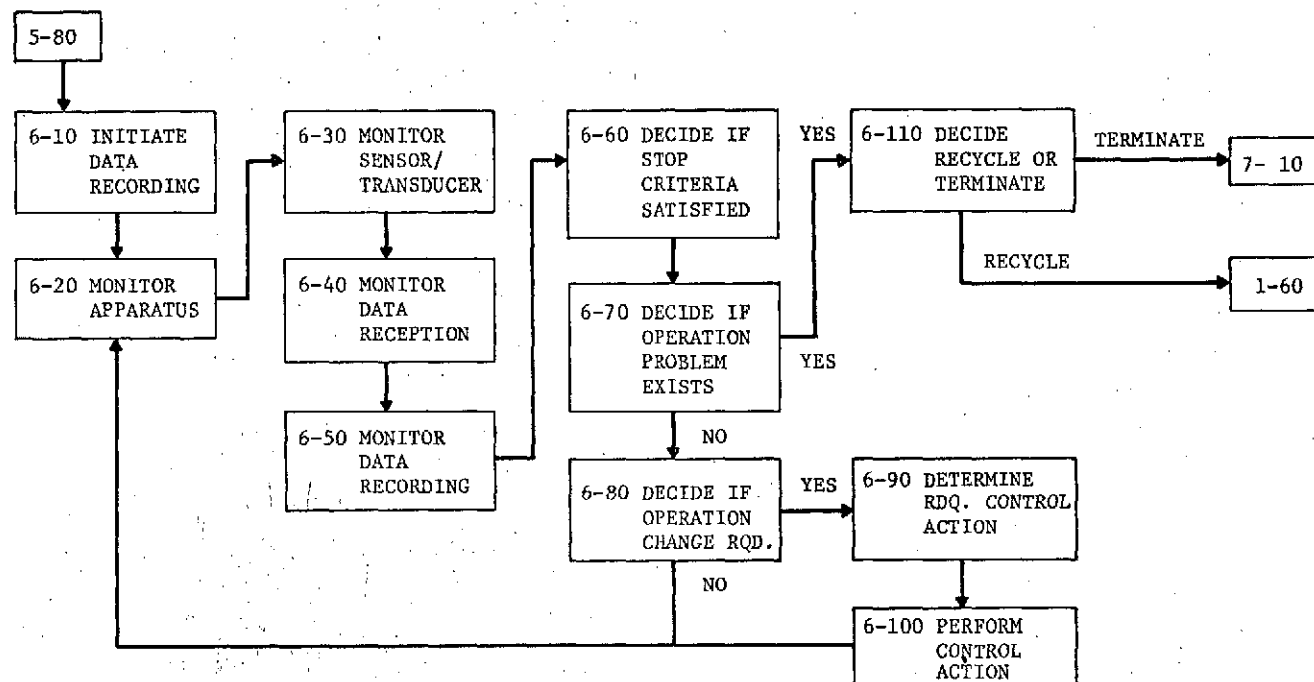 5-80
6-10 INITIATE
DATA
RECORDING
6-20 MONITOR
APPARATUS
6-30 MONITOR
SENSOR/
TRANSDUCER
6-40 MONITOR
DATA
RECEPTION
6-50 MONITOR
DATA
RECORDING
6-60 DECIDE IF
STOP
CRITERIA
SATISFIED
YES
6-70 DECIDE IF
OPERATION
PROBLEM
EXISTS
YES
NO
6-80 DECIDE IF
OPERATION
CHANGE RQD.
YES
NO
6-90 DETERMINE
RDQ. CONTROL
ACTION
6-100 PERFORM
CONTROL
ACTION
6-110 DECIDE
RECYCLE OR
TERMINATE
TERMINATE
7- 10
RECYCLE
1-60